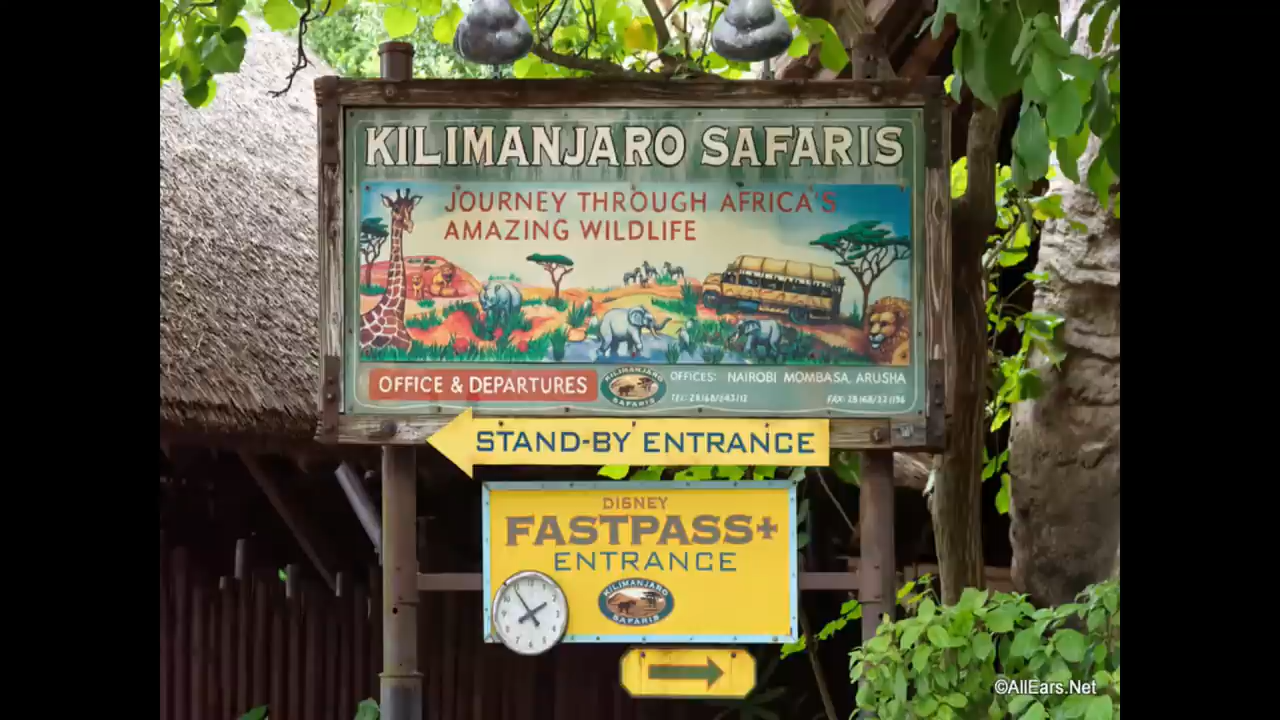 KILIMANJARO SAFARIS
JOURNEY THROUGH AFRICA'S
AMAZING WILDLIFE
OFFICE & DEPARTURES
KILIMANJARO
SAFARIS
OFFICES: NAIROBI MOMBASA, ARUSHA
STAND-BY ENTRANCE
DISNEY
FASTPASS+
ENTRANCE
KILIMANJARO
SAFARIS
©AllEars.Net